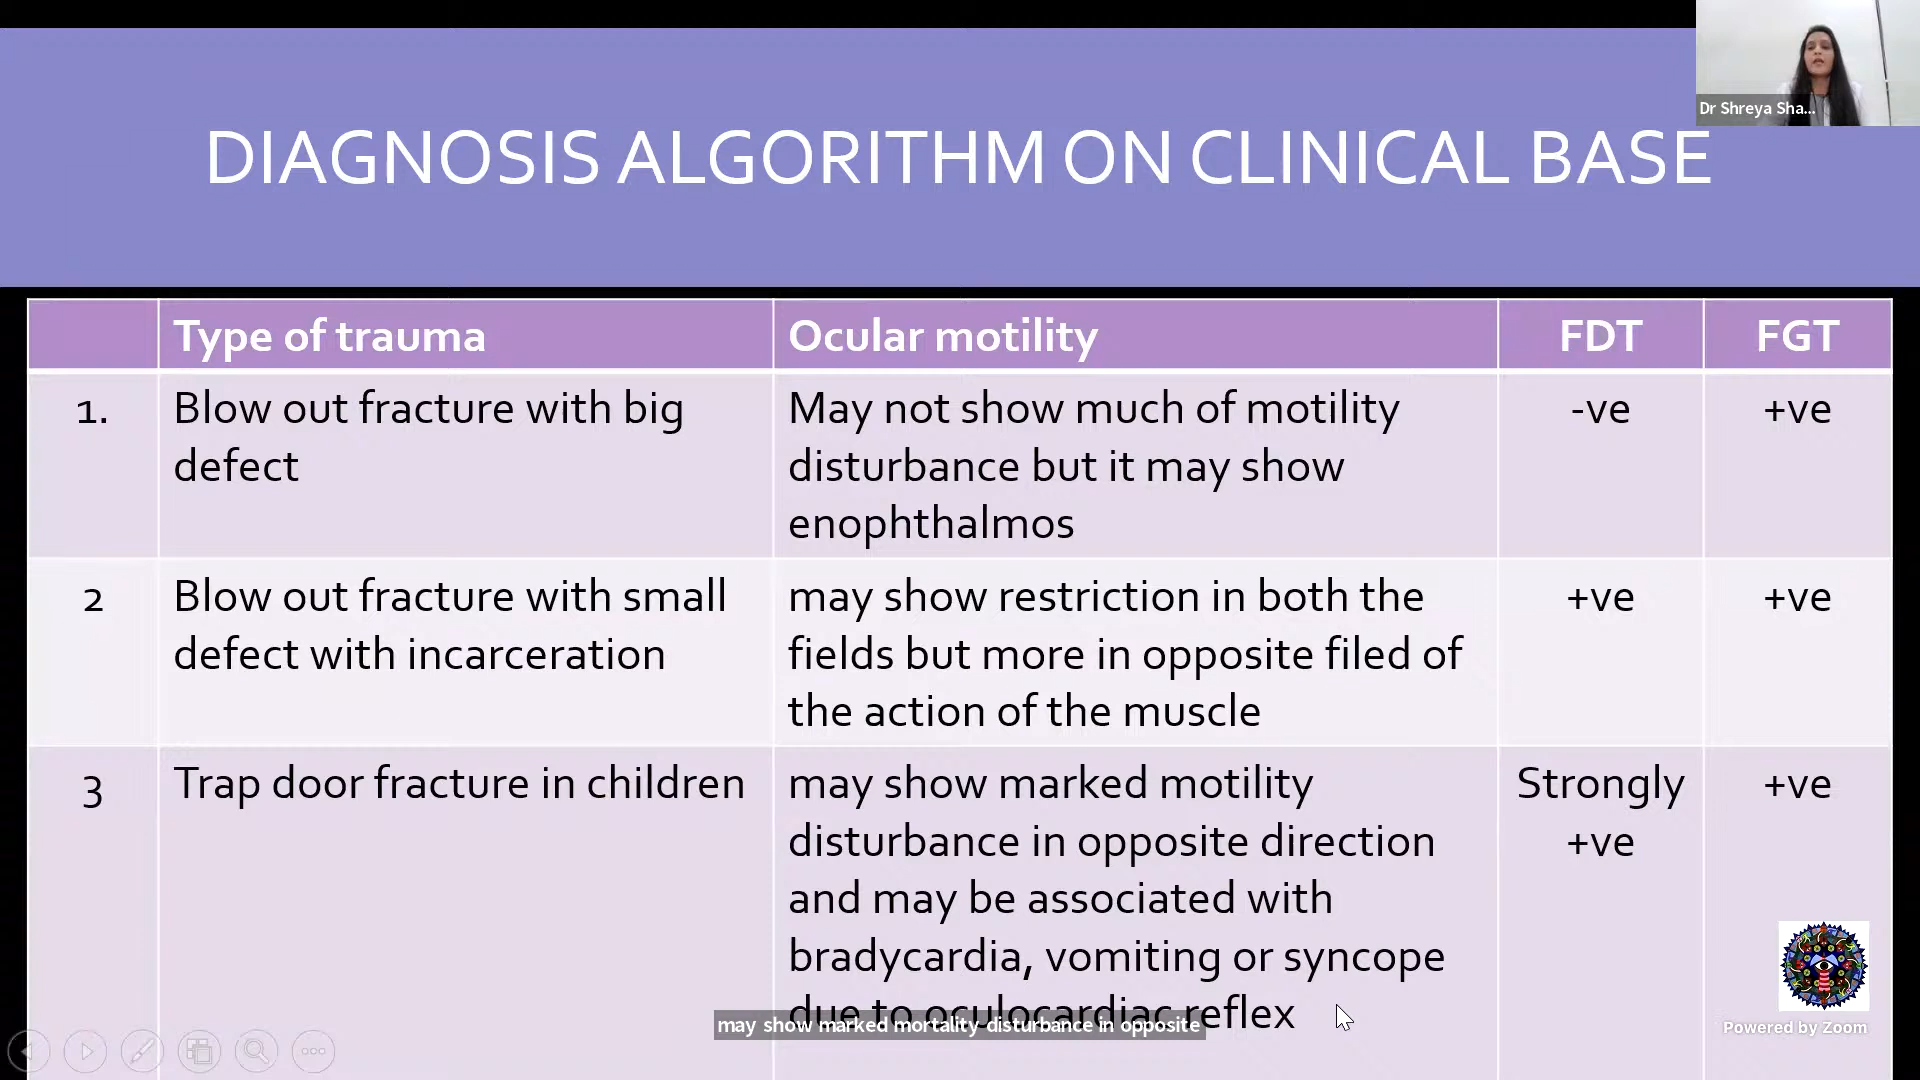 Dr Shreya Sha...
DIAGNOSIS ALGORITHM ON CLINICAL BASE
Type of trauma
Ocular motility
FDT
FGT
1.
Blow out fracture with big
defect
May not show much of motility
disturbance but it may show
enophthalmos
-ve
+ve
2
Blow out fracture with small
defect with incarceration
may show restriction in both the
fields but more in opposite filed of
the action of the muscle
+ve
+ve
3
Trap door fracture in children
may show marked motility
disturbance in opposite direction
and may be associated with
bradycardia, vomiting or syncope
due to oculocardiac reflex
Strongly
+ve
+ve
may show marked mortality disturbance in opposite
Powered by Zoom